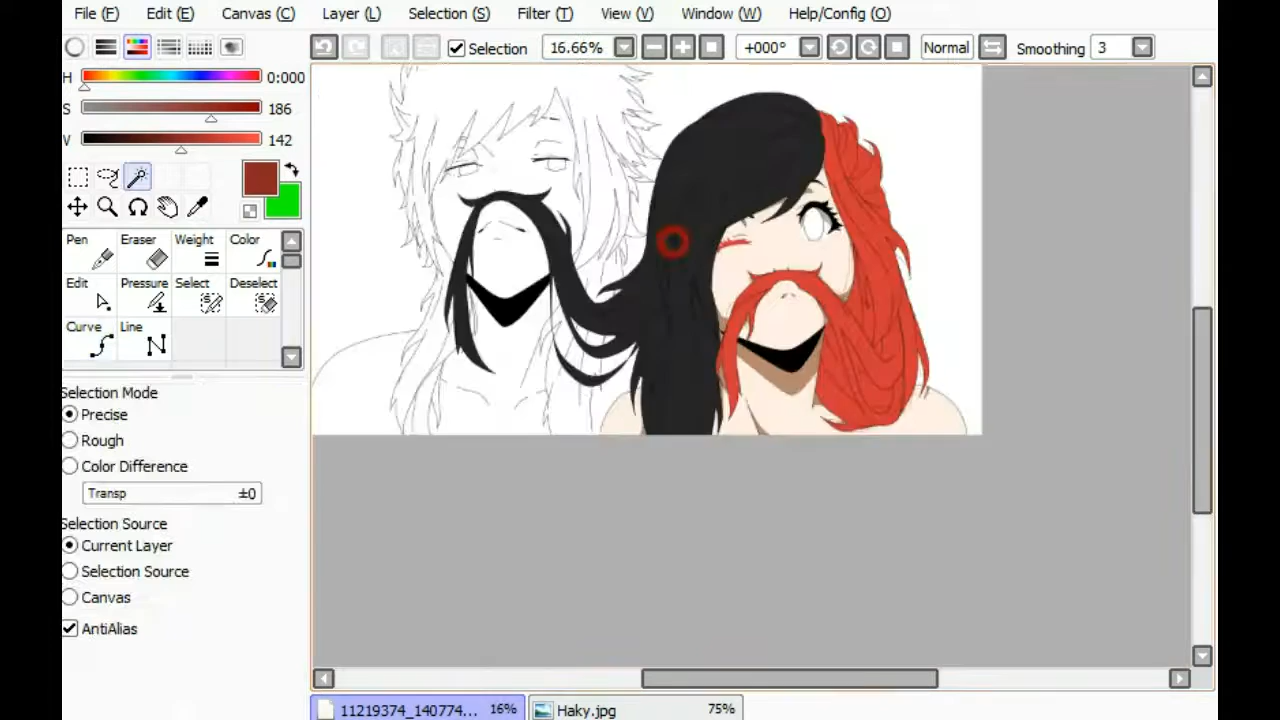 File (F) Edit (E) Canvas (C) Layer (L) Selection (S) Filter (T) View (V) Window (W) Help/Config (O)
Selection 16.66% +000° Normal Smoothing 3
H 0:000
S 186
V 142
Pen Eraser Weight Color
Edit Pressure Select Deselect
Curve Line
Selection Mode
Precise
Rough
Color Difference
Transp ±0
Selection Source
Current Layer
Selection Source
Canvas
AntiAlias
11219374_140774... 16% Haky.jpg 75%